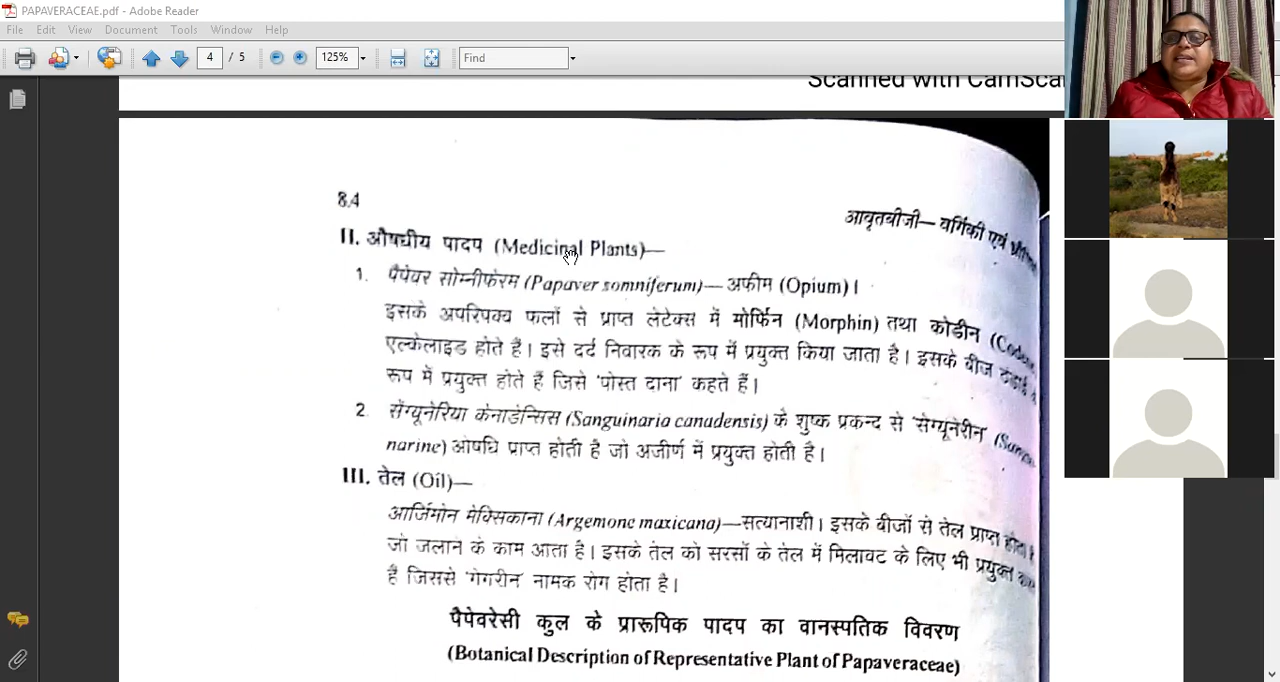 PAPAVERACEAE.pdf - Adobe Reader
File Edit View Document Tools Window Help
4 / 5 125% Find
Scanned with CamSca
8.4
आवृतबीजी— वर्गिकी एवं
II. औषधीय पादप (Medicinal Plants)—
1. पैपेवर सोम्नीफेरम (Papaver somniferum)— अफीम (Opium)।
इसके अपरिपक्व फलों से प्राप्त लेटेक्स में मोर्फिन (Morphin) तथा कोडीन
एल्केलाइड होते हैं। इसे दर्द निवारक के रूप में प्रयुक्त किया जाता है। इसके बीज ठंडाई
रूप में प्रयुक्त होते हैं जिसे 'पोस्त दाना' कहते हैं।
2. सेंग्यूनेरिया केनाडेन्सिस (Sanguinaria canadensis) के शुष्क प्रकन्द से 'सेंग्यूनेरीन'
narine) ओषधि प्राप्त होती है जो अजीर्ण में प्रयुक्त होती है।
III. तेल (Oil)—
आर्जिमोन मेक्सिकाना (Argemone maxicana)—सत्यानाशी। इसके बीजों से तेल प्राप्त होता
जो जलाने के काम आता है। इसके तेल को सरसों के तेल में मिलावट के लिए भी प्रयुक्त
हैं जिससे 'गेगरीन' नामक रोग होता है।
पैपेवरेसी कुल के प्रारूपिक पादप का वानस्पतिक विवरण
(Botanical Description of Representative Plant of Papaveraceae)